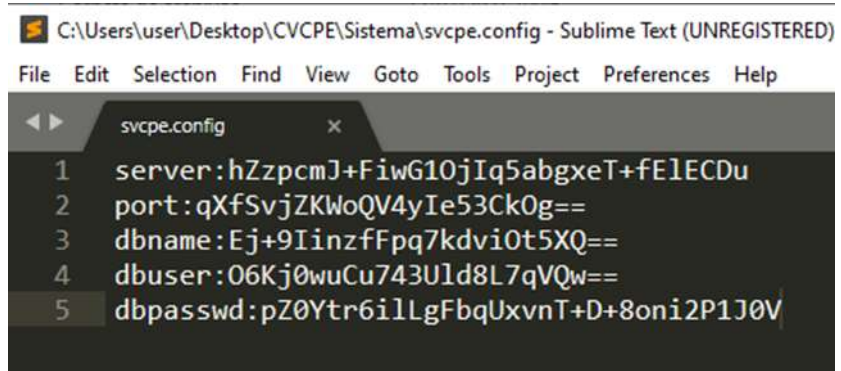 C:\Users\user\Desktop\CVCPE\Sistema\svcpe.config - Sublime Text (UNREGISTERED)
File Edit Selection Find View Goto Tools Project Preferences Help
svcpe.config ×
1 server:hZzpcmJ+FiwG1OjIq5abgxeT+fElECDu
2 port:qXfSvjZKWoQV4yIe53CkOg==
3 dbname:Ej+9IinzfFpq7kdviOt5XQ==
4 dbuser:O6Kj0wuCu743Uld8L7qVQw==
5 dbpasswd:pZ0Ytr6ilLgFbqUxvnT+D+8oni2P1J0V